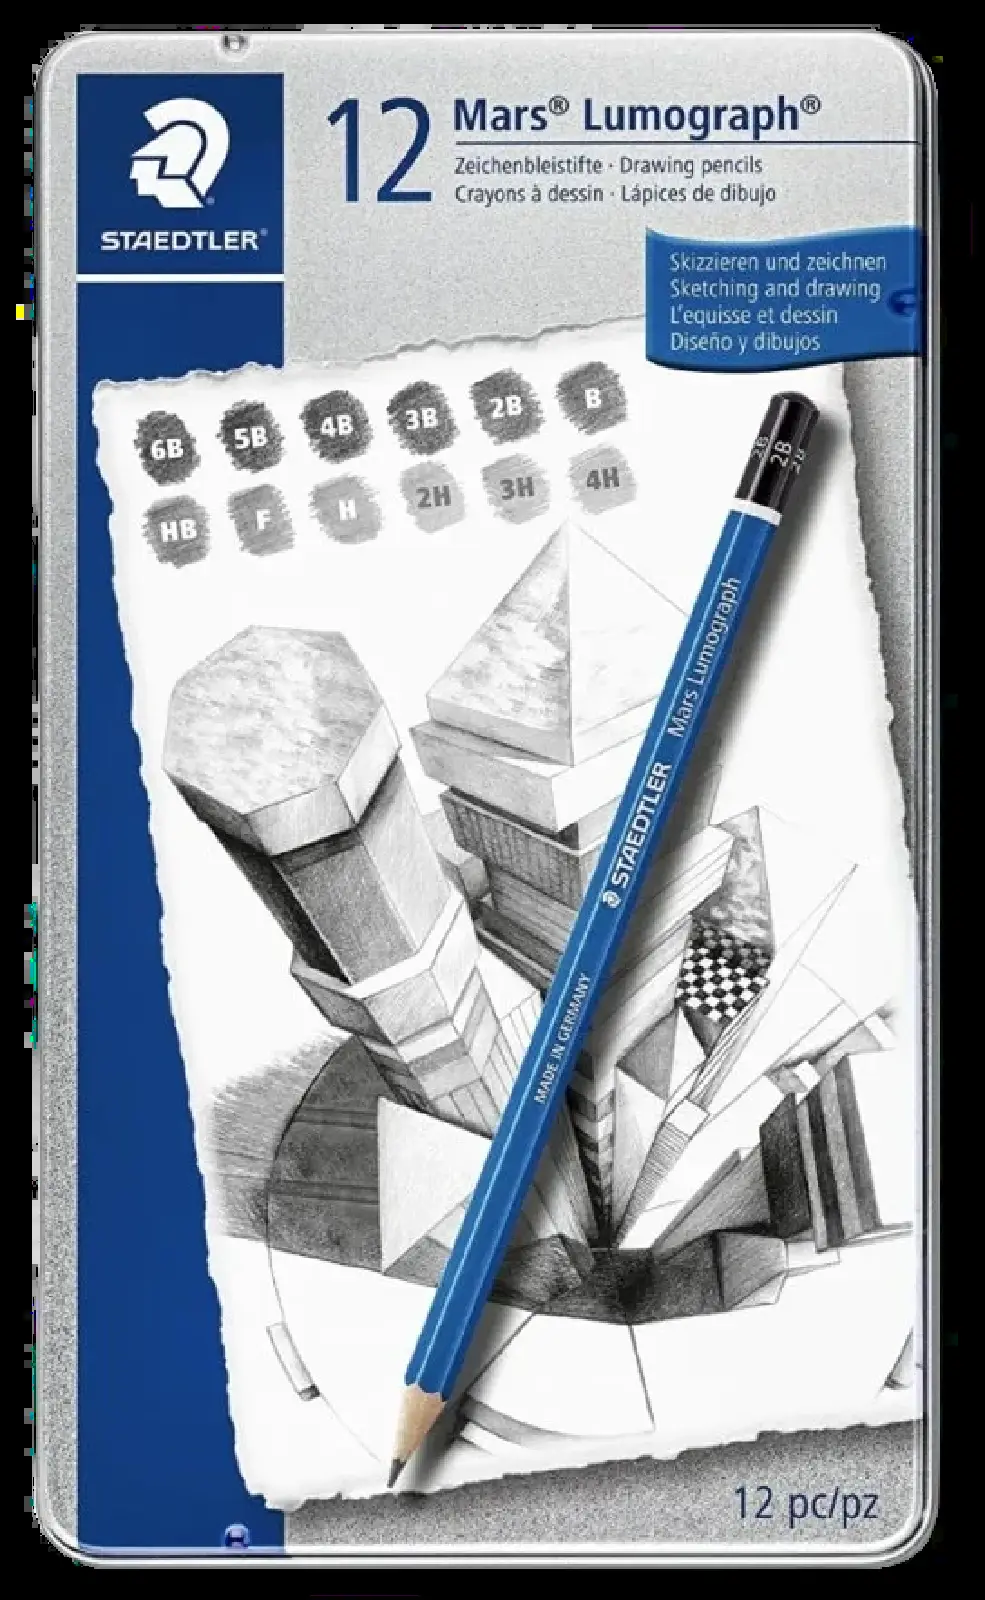 STAEDTLER®
12
Mars® Lumograph®
Zeichenbleistifte · Drawing pencils
Crayons à dessin · Lápices de dibujo
Skizzieren und zeichnen
Sketching and drawing
L'equisse et dessin
Diseño y dibujos
6B 5B 4B 3B 2B B
HB F H 2H 3H 4H
2B 2B 2B
MADE IN GERMANY STAEDTLER Mars Lumograph
12 pc/pz